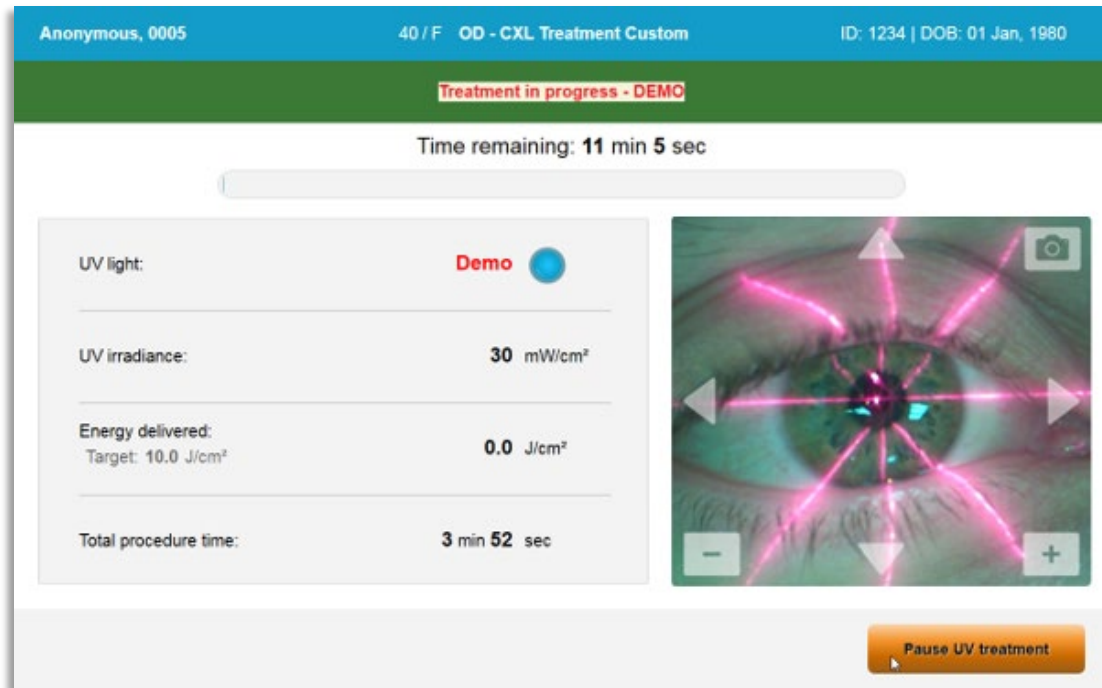 Anonymous, 0005 40 / F OD - CXL Treatment Custom ID: 1234 | DOB: 01 Jan, 1980
Treatment in progress - DEMO
Time remaining: 11 min 5 sec
UV light: Demo
UV irradiance: 30 mW/cm²
Energy delivered:
Target: 10.0 J/cm²
0.0 J/cm²
Total procedure time: 3 min 52 sec
Pause UV treatment